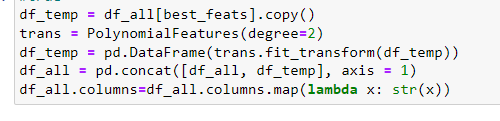 df_temp = df_all[best_feats].copy()
trans = PolynomialFeatures(degree=2)
df_temp = pd.DataFrame(trans.fit_transform(df_temp))
df_all = pd.concat([df_all, df_temp], axis = 1)
df_all.columns=df_all.columns.map(lambda x: str(x))